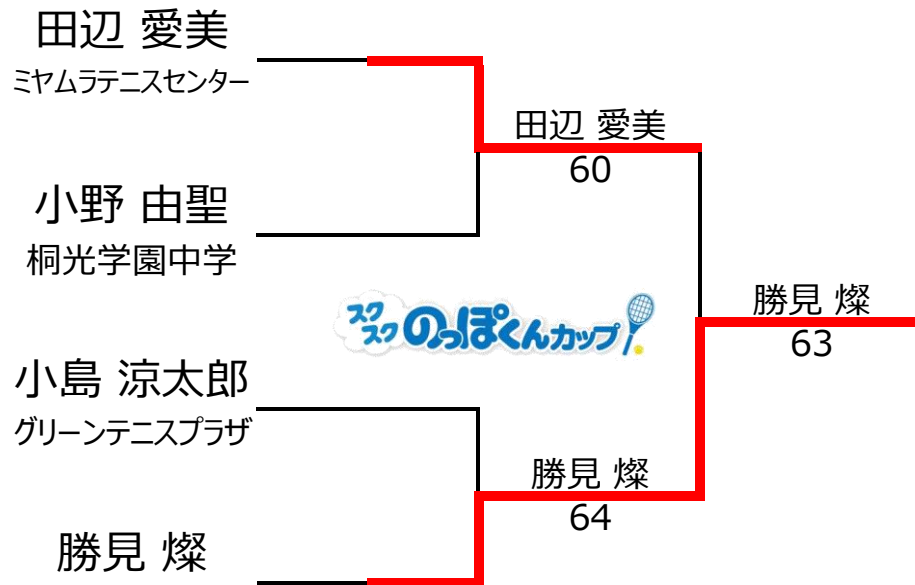 田辺 愛美
ミヤムラテニスセンター
田辺 愛美
60
小野 由聖
桐光学園中学
スクスク のっぽくんカップ
勝見 燦
63
小島 涼太郎
グリーンテニスプラザ
勝見 燦
64
勝見 燦